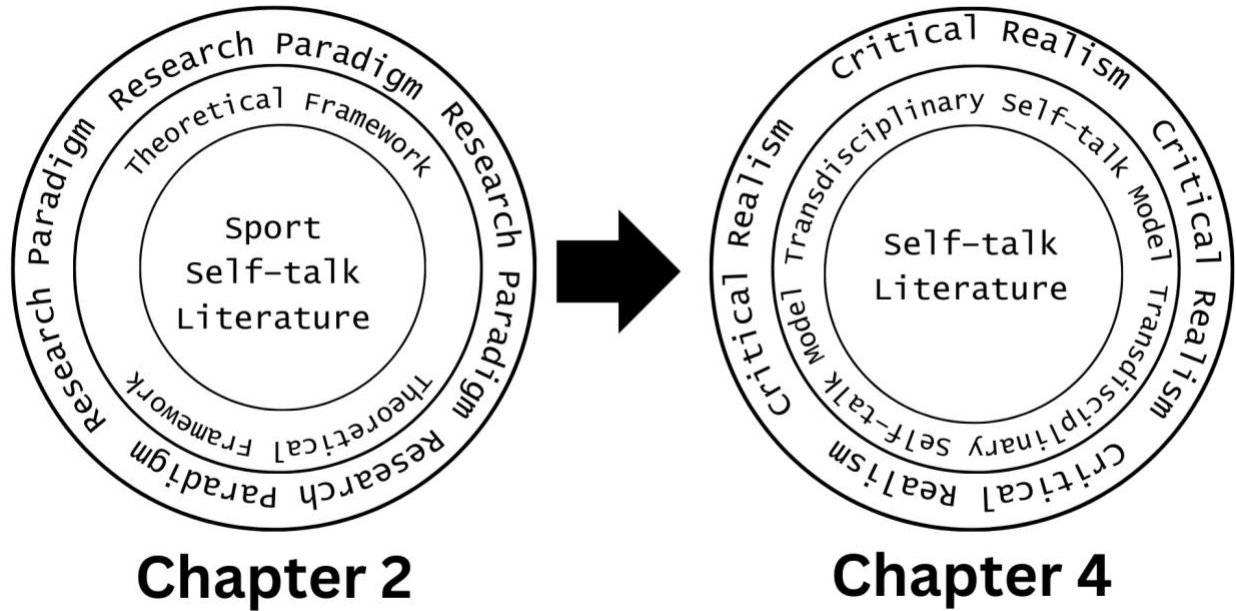 Research Paradigm Research Paradigm Research Paradigm Research Paradigm
Theoretical Framework
Theoretical Framework
Sport
Self-talk
Literature
Chapter 2
Critical Realism Critical Realism Critical Realism Critical Realism
Transdisciplinary Self-talk Model Transdisciplinary Self-talk Model
Self-talk
Literature
Chapter 4